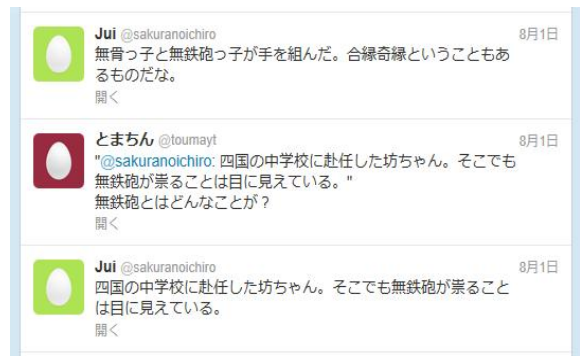 Jui @sakuranoichiro 8月1日
無骨っ子と無鉄砲っ子が手を組んだ。合縁奇縁ということもあ
るものだな。
開く
とまちん @toumayt 8月1日
"@sakuranoichiro: 四国の中学校に赴任した坊ちゃん。そこでも
無鉄砲が祟ることは目に見えている。"
無鉄砲とはどんなことが？
開く
Jui @sakuranoichiro 8月1日
四国の中学校に赴任した坊ちゃん。そこでも無鉄砲が祟ること
は目に見えている。
開く